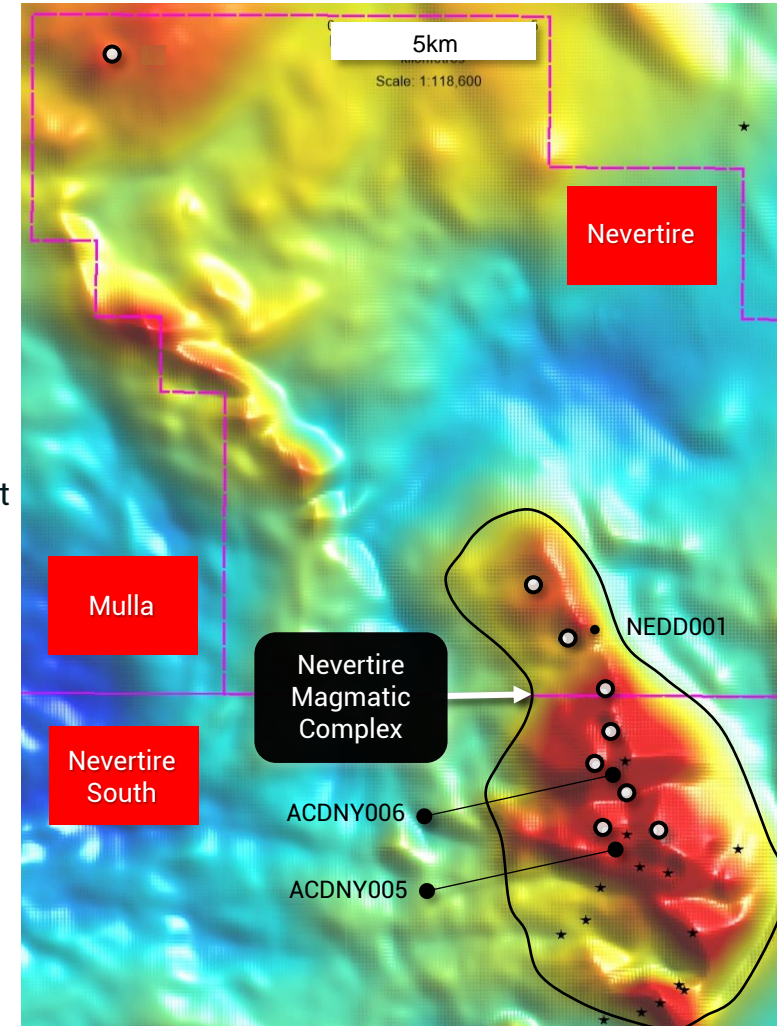 5km
Scale: 1:118,600
Nevertire
t
Mulla
NEDD001
Nevertire
Magmatic
Complex
Nevertire
South
ACDNY006
ACDNY005